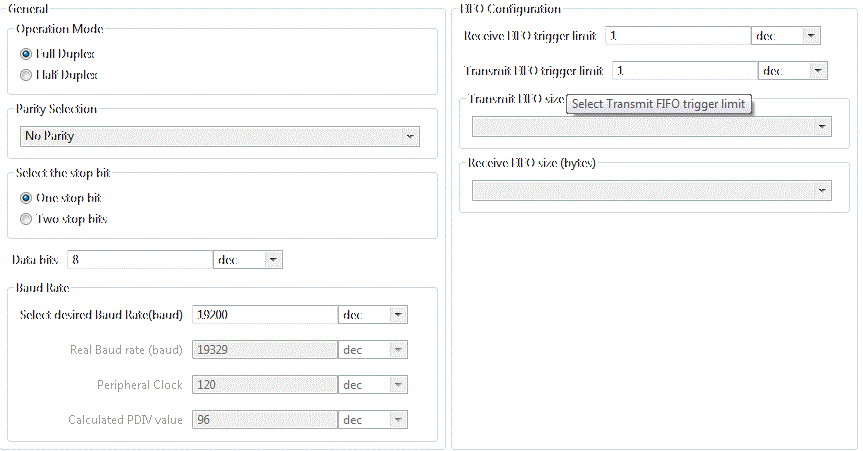 General
Operation Mode
Full Duplex
Half Duplex
Parity Selection
No Parity
Select the stop bit
One stop bit
Two stop bits
Data bits 8 dec
Baud Rate
Select desired Baud Rate(baud) 19200 dec
Real Baud rate (baud) 19329 dec
Peripheral Clock 120 dec
Calculated PDIV value 96 dec
FIFO Configuration
Receive FIFO trigger limit 1 dec
Transmit FIFO trigger limit 1 dec
Transmit FIFO size
Select Transmit FIFO trigger limit
Receive FIFO size (bytes)